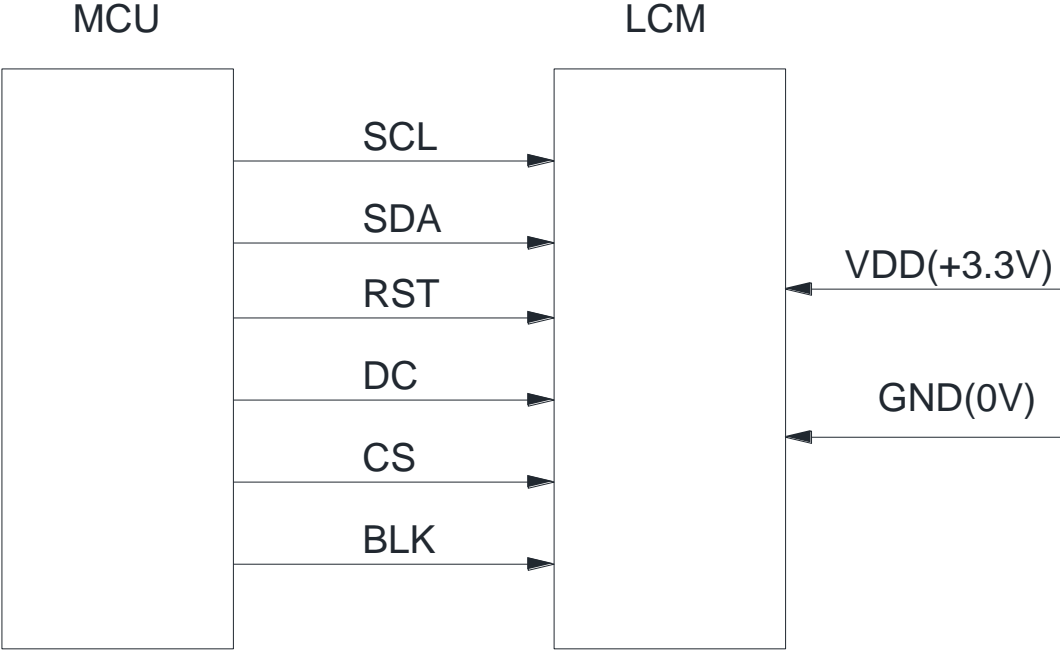 MCU
LCM
SCL
SDA
RST
DC
CS
BLK
VDD(+3.3V)
GND(0V)